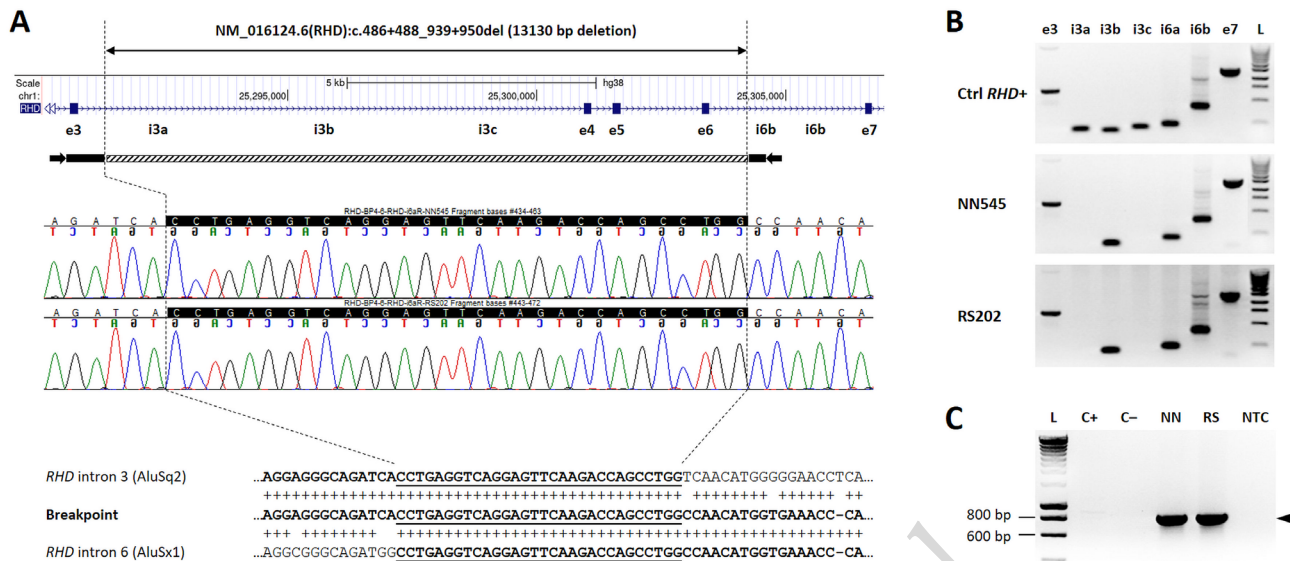 A
NM_016124.6(RHD):c.486+488_939+950del (13130 bp deletion)
Scale
5 kb
hg38
chr1:
25,295,000
25,300,000
25,305,000
RHD
e3 i3a i3b i3c e4 e5 e6 i6b i6b e7
RHD-BP4-6-RHD-i6aR-NN545 Fragment bases #434-463
A G A T C A C C T G A G G T C A G G A G T T C A A G A C C A G C C T G G C C A A C A
T C T A G T G G A C T C C A G T C C T C A A G T T C T G G T C G G A C C G G T T G T
RHD-BP4-6-RHD-i6aR-RS202 Fragment bases #443-472
A G A T C A C C T G A G G T C A G G A G T T C A A G A C C A G C C T G G C C A A C A
T C T A G T G G A C T C C A G T C C T C A A G T T C T G G T C G G A C C G G T T G T
RHD intron 3 (AluSq2) ...AGGAGGGCAGATCACCTGAGGTCAGGAGTTCAAGACCAGCCTGGTCAACATGGGGGAACCTCA...
++++++++++++++++++++++++++++++++++++++++++++ ++++++++ + ++++ ++
Breakpoint ...AGGAGGGCAGATCACCTGAGGTCAGGAGTTCAAGACCAGCCTGGCCAACATGGTGAAACC-CA...
+++ ++++++++  +++++++++++++++++++++++++++++++++++++++++++++++++
RHD intron 6 (AluSx1) ...AGGCGGGCAGATGGCCTGAGGTCAGGAGTTCAAGACCAGCCTGGCCAACATGGTGAAACC-CA...
B
e3 i3a i3b i3c i6a i6b e7 L
Ctrl RHD+
NN545
RS202
C
L C+ C– NN RS NTC
800 bp
600 bp